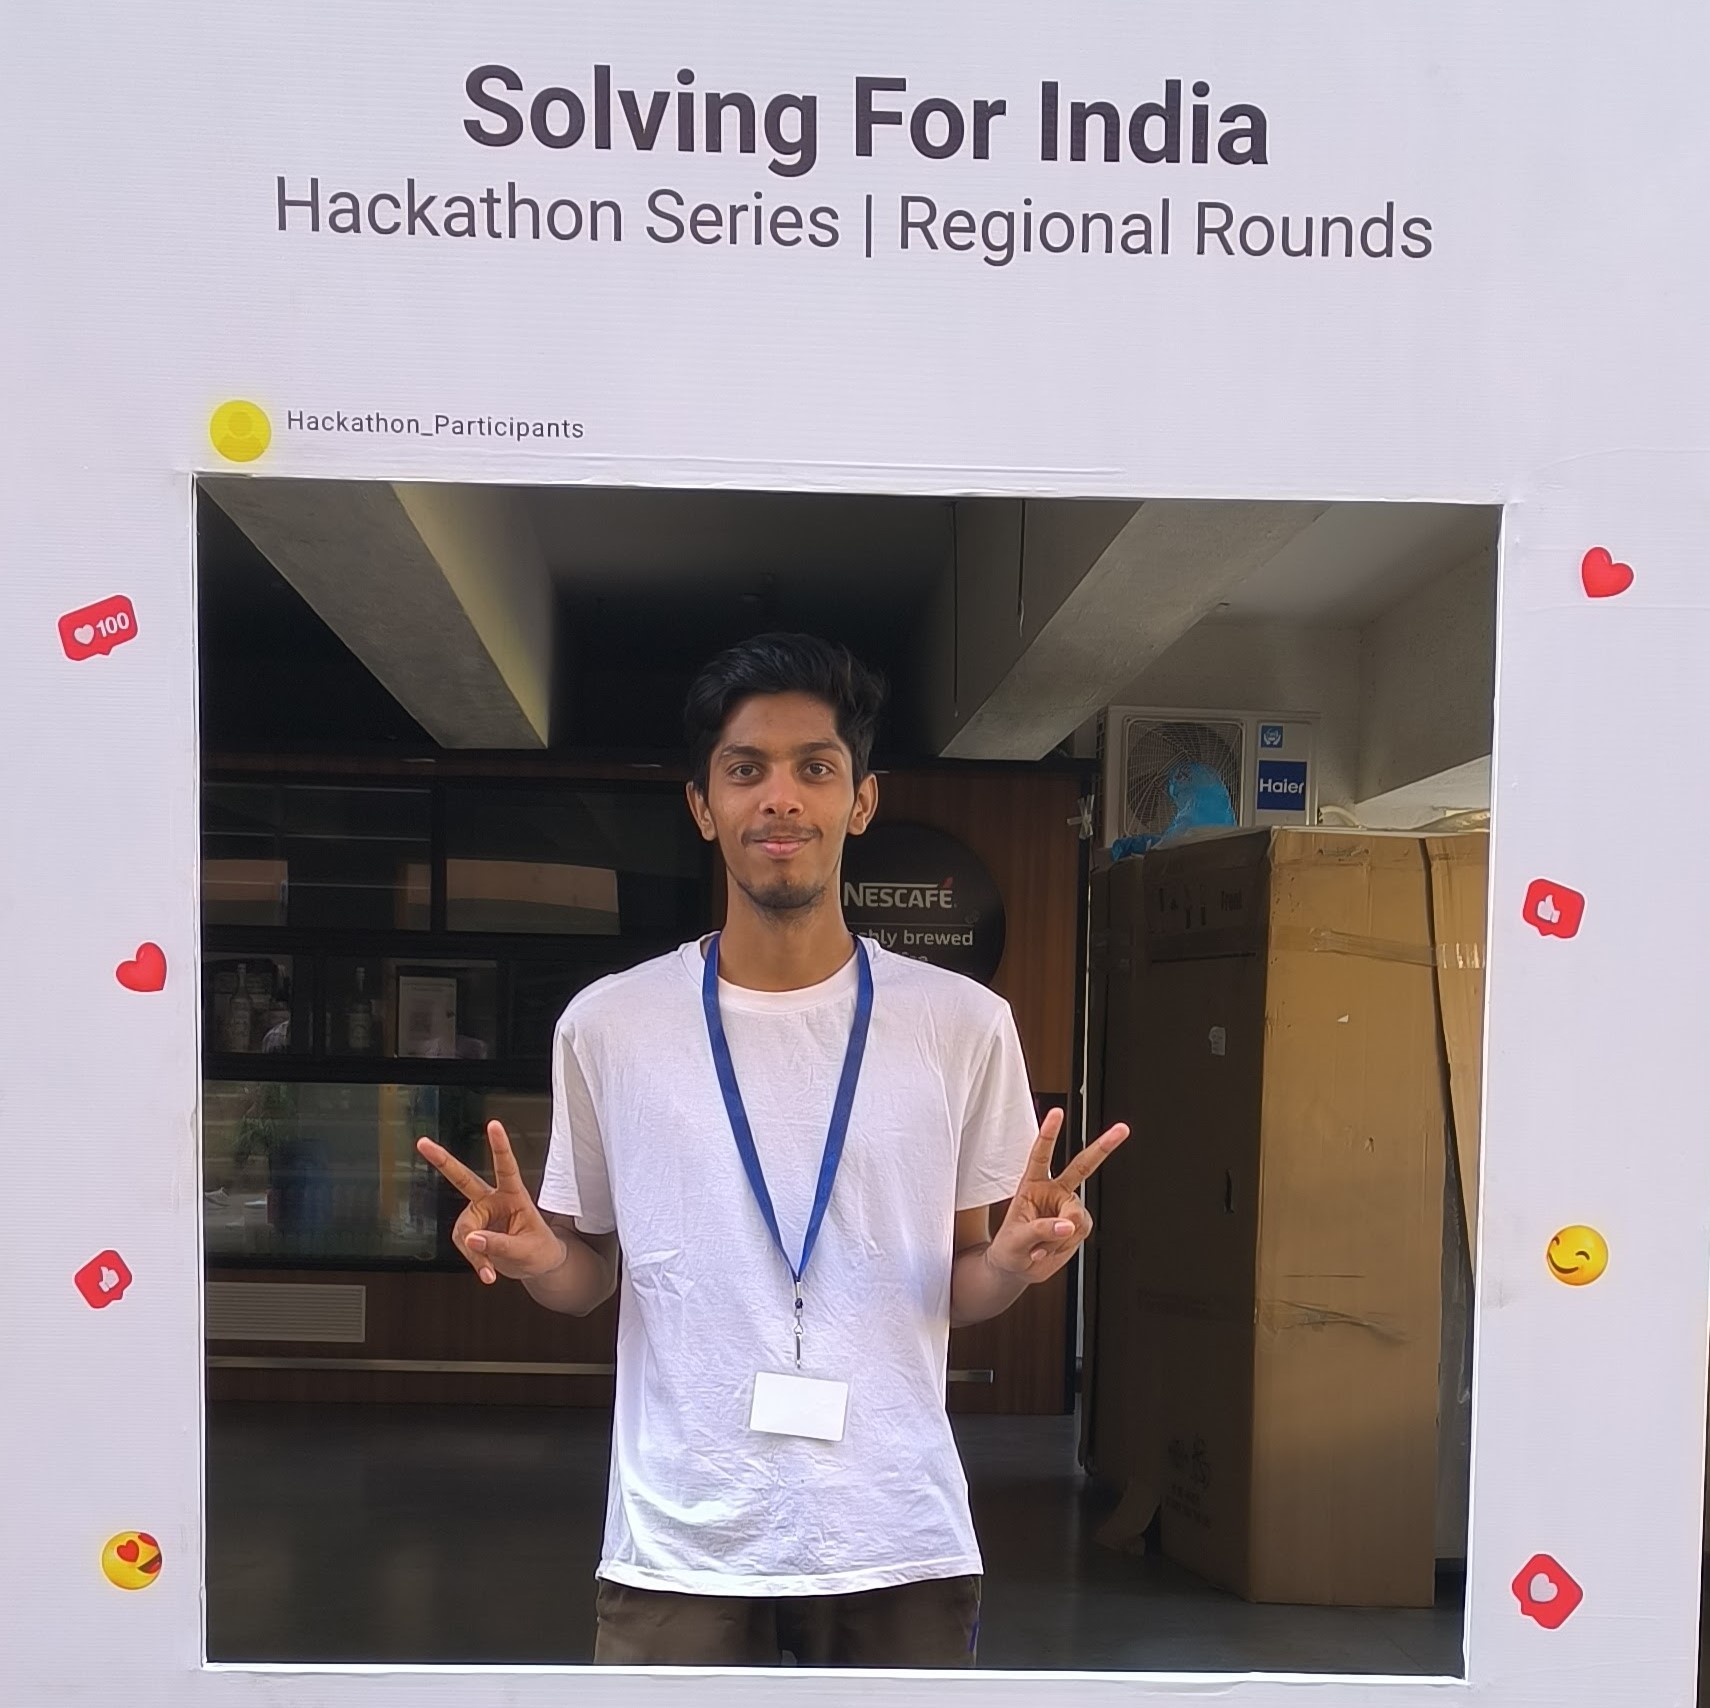 Solving For India
Hackathon Series | Regional Rounds
Hackathon_Participants
100
Haier
NESCAFÉ
brewed